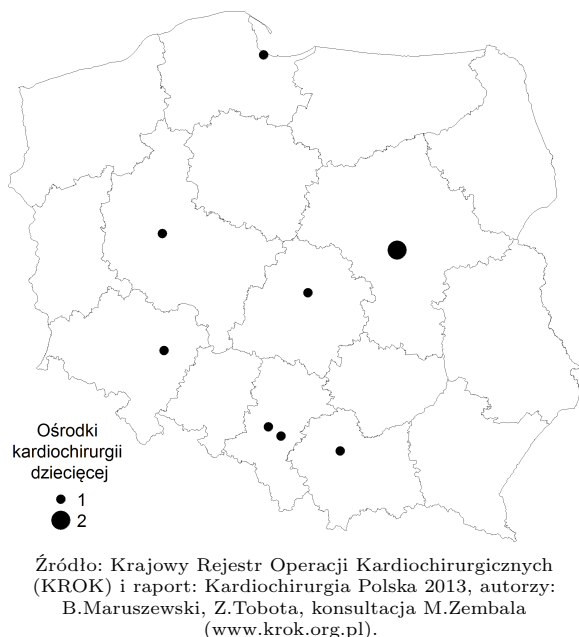 Ośrodki
kardiochirurgii
dziecięcej
1
2
Źródło: Krajowy Rejestr Operacji Kardiochirurgicznych
(KROK) i raport: Kardiochirurgia Polska 2013, autorzy:
B.Maruszewski, Z.Tobota, konsultacja M.Zembala
(www.krok.org.pl).